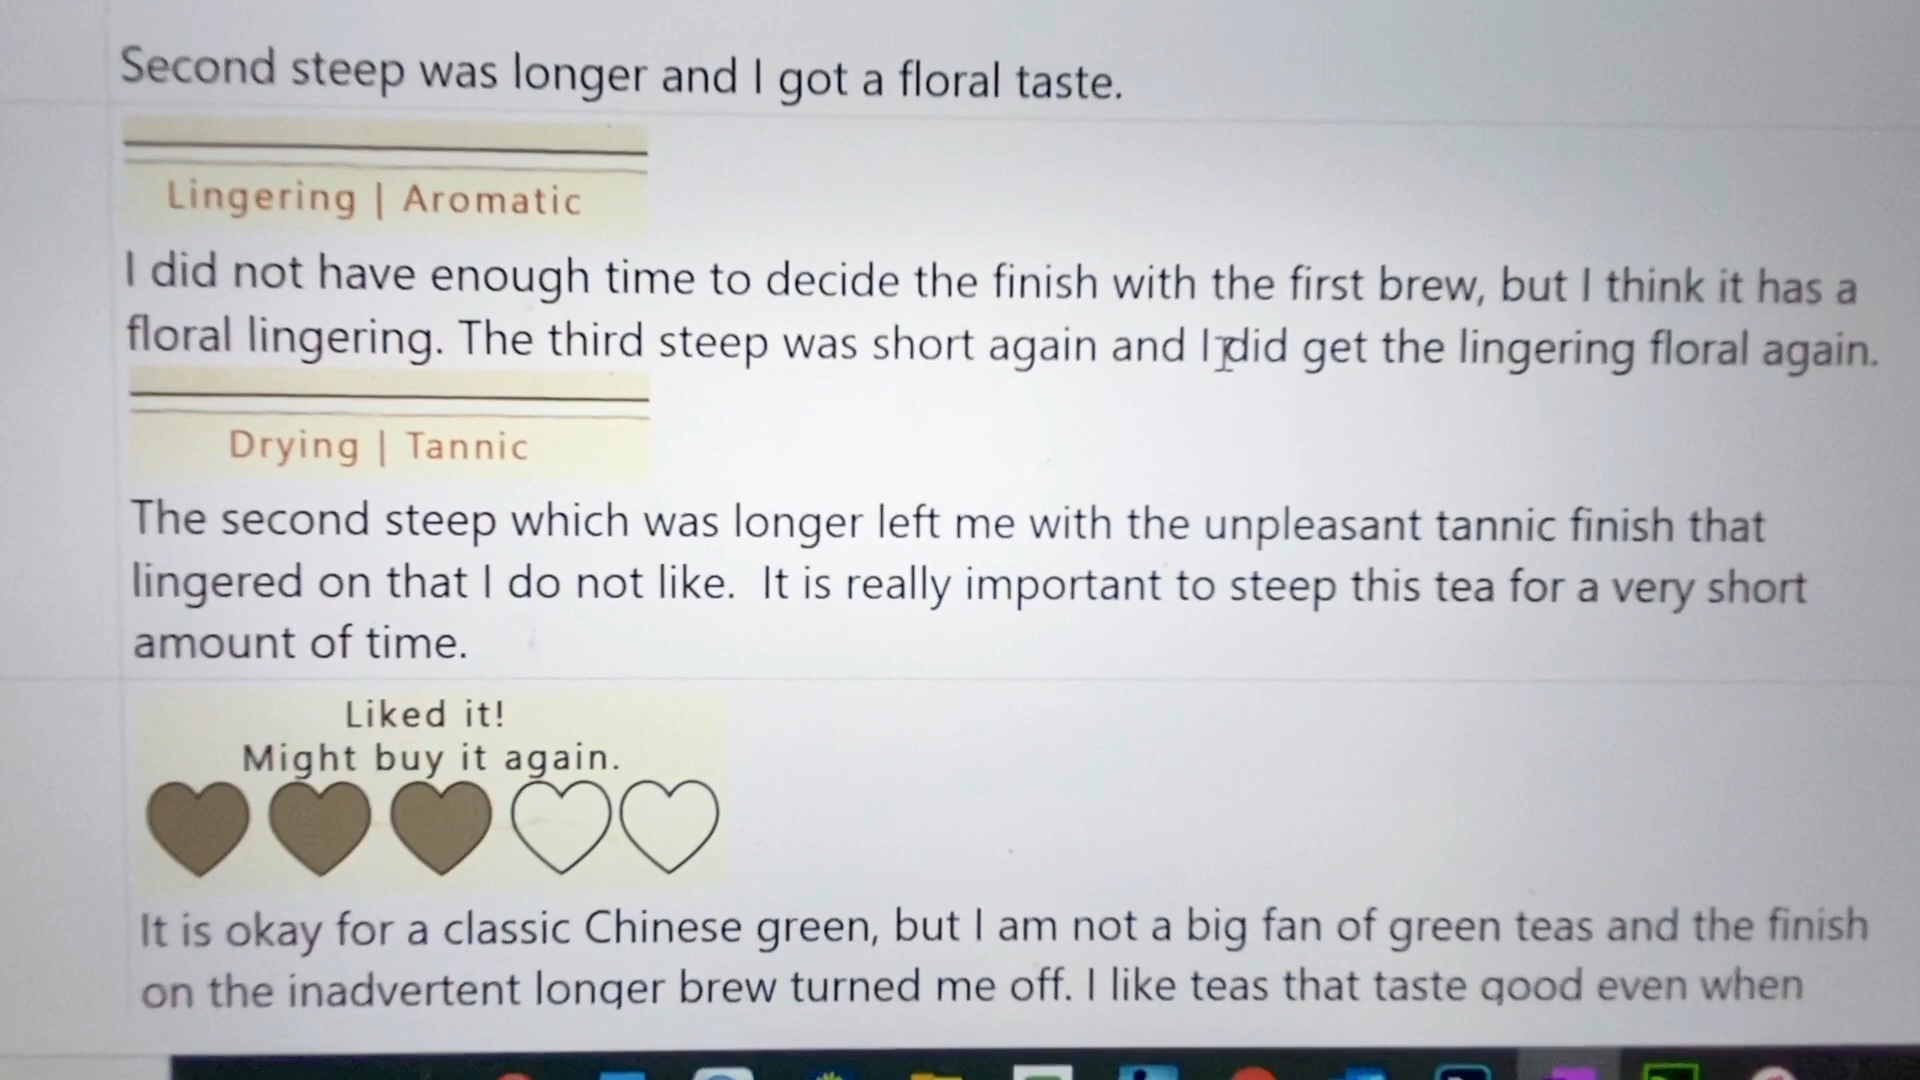 Second steep was longer and I got a floral taste.
Lingering | Aromatic
I did not have enough time to decide the finish with the first brew, but I think it has a
floral lingering. The third steep was short again and I did get the lingering floral again.
Drying | Tannic
The second steep which was longer left me with the unpleasant tannic finish that
lingered on that I do not like.  It is really important to steep this tea for a very short
amount of time.
Liked it!
Might buy it again.
It is okay for a classic Chinese green, but I am not a big fan of green teas and the finish
on the inadvertent longer brew turned me off. I like teas that taste good even when